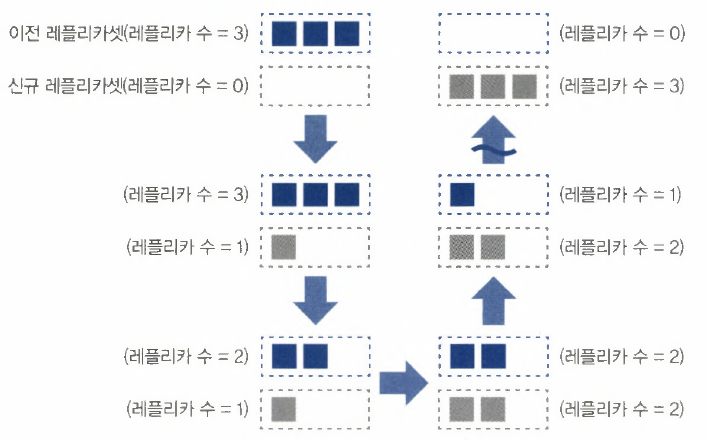 이전 레플리카셋(레플리카 수 = 3)
(레플리카 수 = 0)
신규 레플리카셋(레플리카 수 = 0)
(레플리카 수 = 3)
(레플리카 수 = 3)
(레플리카 수 = 1)
(레플리카 수 = 1)
(레플리카 수 = 2)
(레플리카 수 = 2)
(레플리카 수 = 2)
(레플리카 수 = 1)
(레플리카 수 = 2)